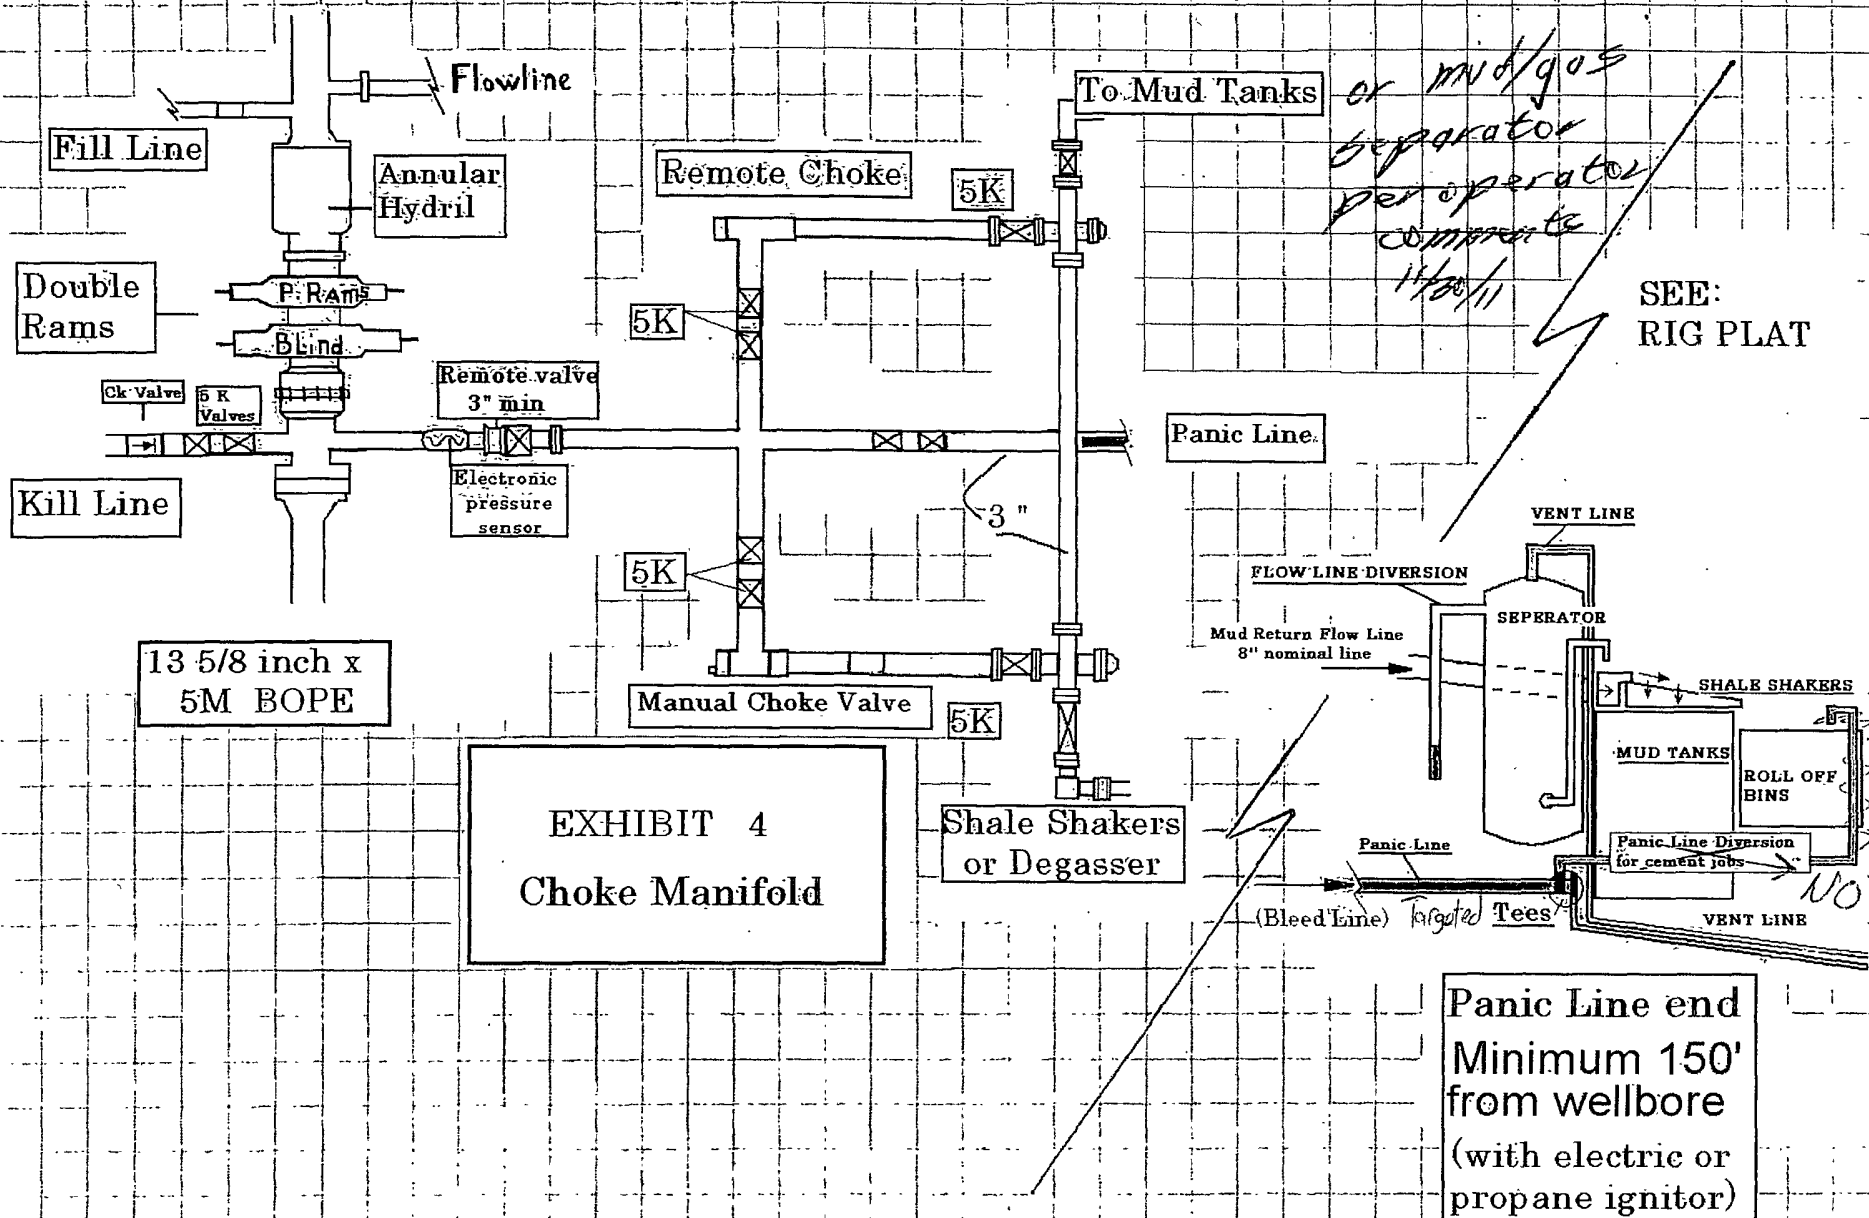 Flowline
Fill Line
Annular
Hydril
Double
Rams
P. RAMS
BLind
Ck Valve
5 K
Valves
Remote valve
3" min
Electronic
pressure
sensor
Kill Line
13 5/8 inch x
5M BOPE
Remote Choke
5K
To Mud Tanks
or mud/gas
separator
per operator
comments
11/30/11
5K
Panic Line
3 "
5K
Manual Choke Valve
5K
EXHIBIT 4
Choke Manifold
Shale Shakers
or Degasser
SEE:
RIG PLAT
VENT LINE
FLOW LINE DIVERSION
SEPERATOR
Mud Return Flow Line
8" nominal line
SHALE SHAKERS
MUD TANKS
ROLL OFF
BINS
Panic Line Diversion
for cement jobs
NO
Panic Line
(Bleed Line) Targeted Tees
VENT LINE
Panic Line end
Minimum 150'
from wellbore
(with electric or
propane ignitor)